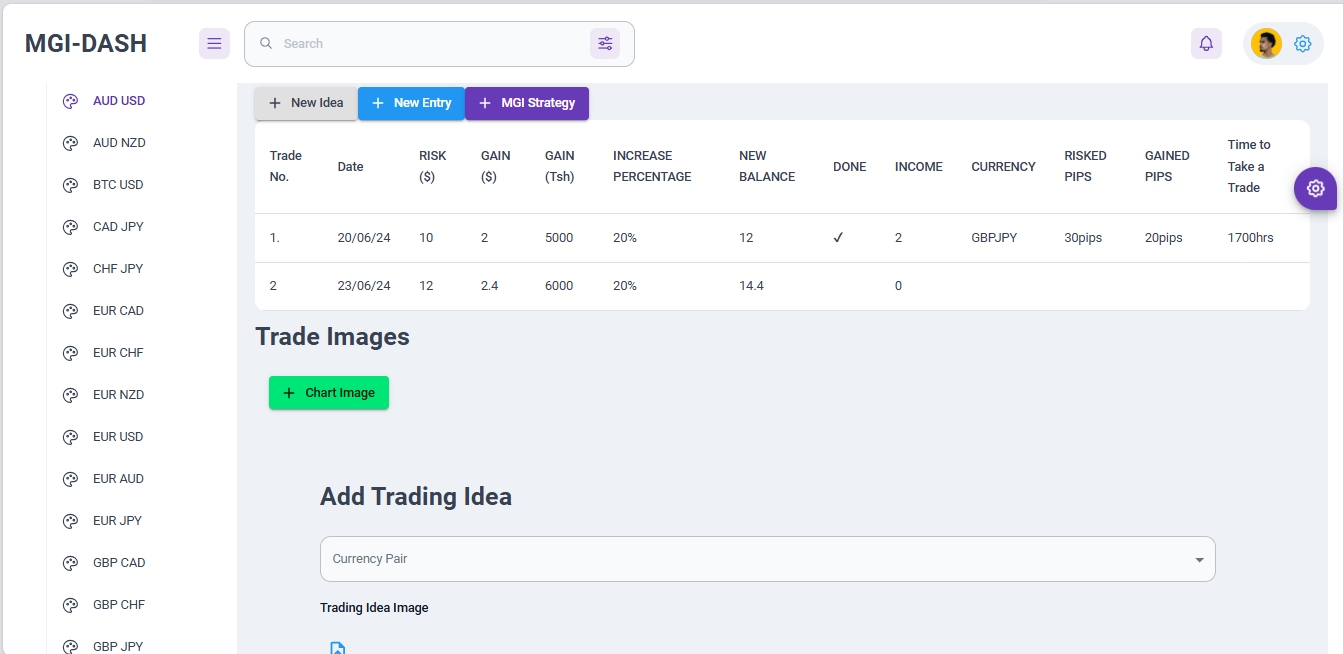 MGI-DASH
Search
AUD USD
AUD NZD
BTC USD
CAD JPY
CHF JPY
EUR CAD
EUR CHF
EUR NZD
EUR USD
EUR AUD
EUR JPY
GBP CAD
GBP CHF
GBP JPY
New Idea
New Entry
MGI Strategy
Trade No. Date RISK ($) GAIN ($) GAIN (Tsh) INCREASE PERCENTAGE NEW BALANCE DONE INCOME CURRENCY RISKED PIPS GAINED PIPS Time to Take a Trade
1. 20/06/24 10 2 5000 20% 12 ✓ 2 GBPJPY 30pips 20pips 1700hrs
2 23/06/24 12 2.4 6000 20% 14.4 0
Trade Images
Chart Image
Add Trading Idea
Currency Pair
Trading Idea Image